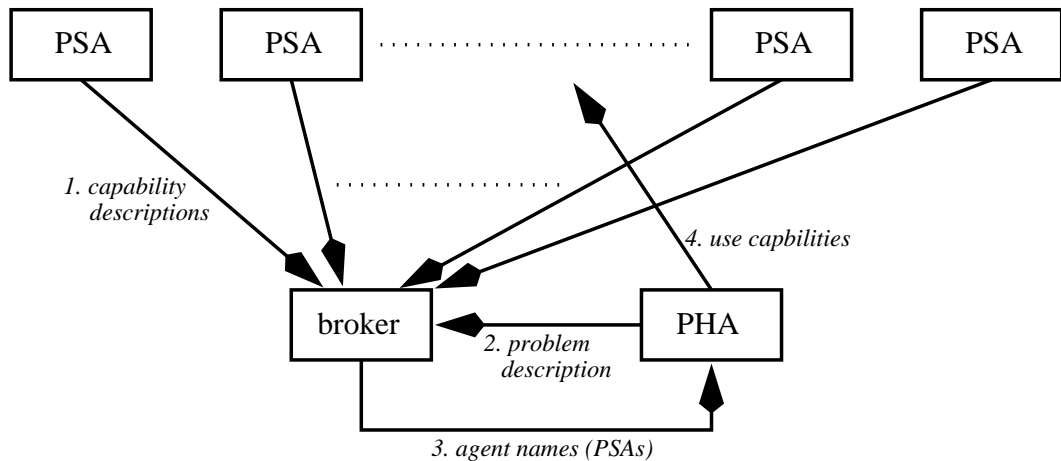 PSA
PSA
PSA
PSA
1. capability
descriptions
4. use capbilities
broker
PHA
2. problem
description
3. agent names (PSAs)